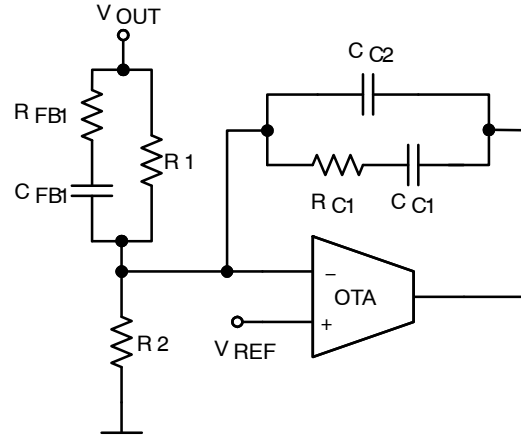 V OUT
C C2
R FB1
R 1
C FB1
R C1
C C1
−
OTA
+
R 2
V REF